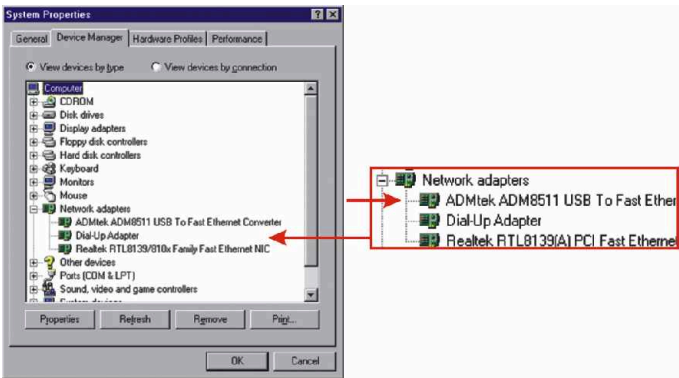 System Properties
General Device Manager Hardware Profiles Performance
View devices by type View devices by connection
Computer
CDROM
Disk drives
Display adapters
Floppy disk controllers
Hard disk controllers
Keyboard
Monitors
Mouse
Network adapters
ADMtek ADM8511 USB To Fast Ethernet Converter
Dial-Up Adapter
Realtek RTL8139/810x Family Fast Ethernet NIC
Other devices
Ports (COM & LPT)
Sound, video and game controllers
System devices
Properties Refresh Remove Print...
OK Cancel
Network adapters
ADMtek ADM8511 USB To Fast Ether
Dial-Up Adapter
Realtek RTL8139(A) PCI Fast Ethernet